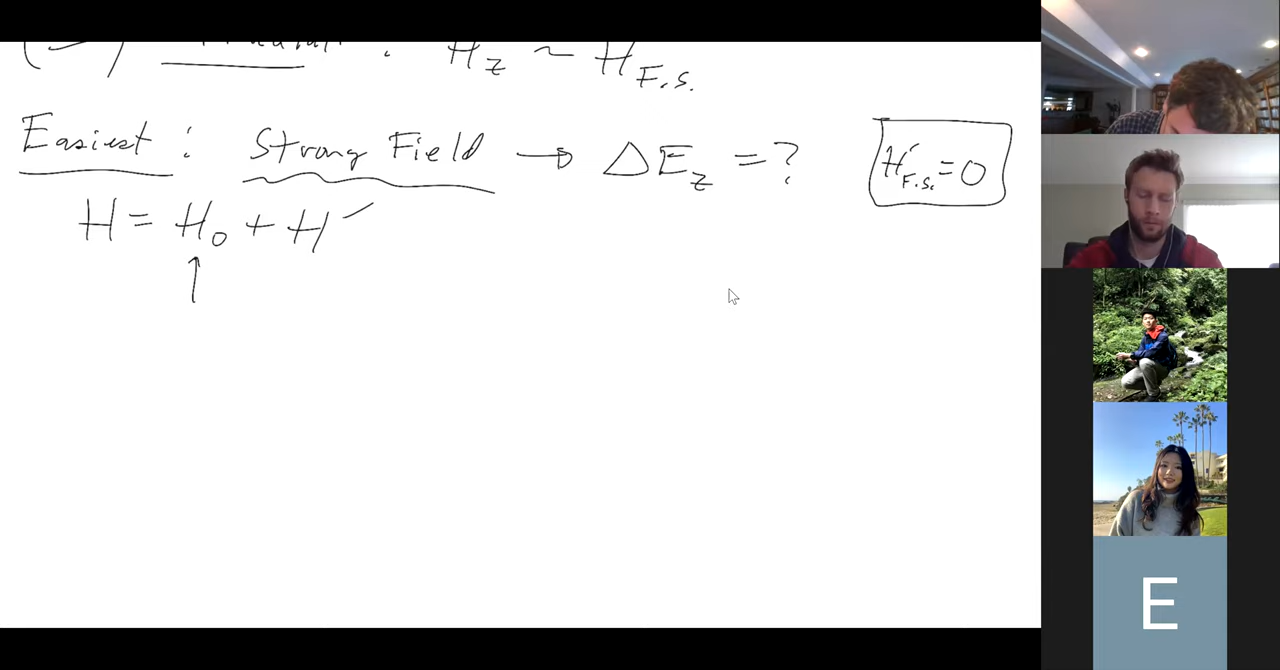 : H_Z ~ H_F.S.
Easiest : Strong Field → ΔE_Z = ?
H'_F.S. = 0
H = H_0 + H'
↑
E